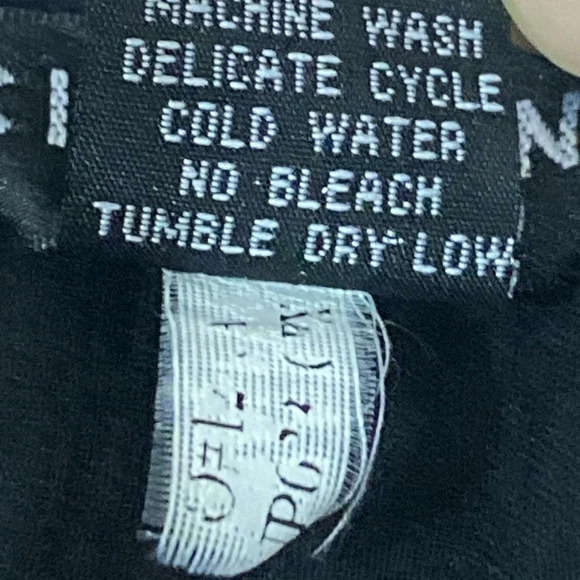 MACHINE WASH
DELICATE CYCLE
COLD WATER
NO BLEACH
TUMBLE DRY LOW